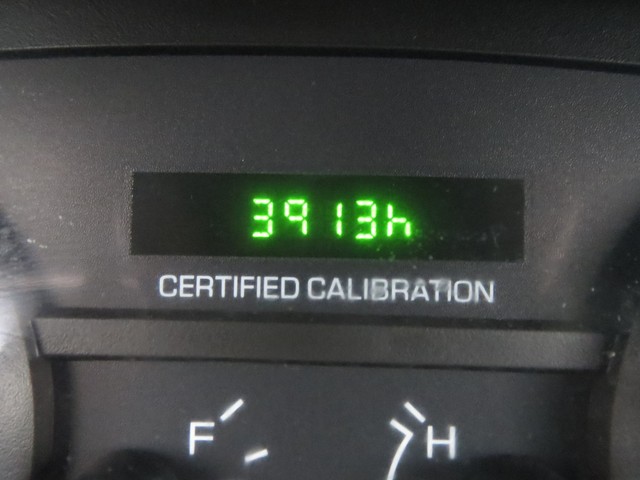 3913h
CERTIFIED CALIBRATION
F H